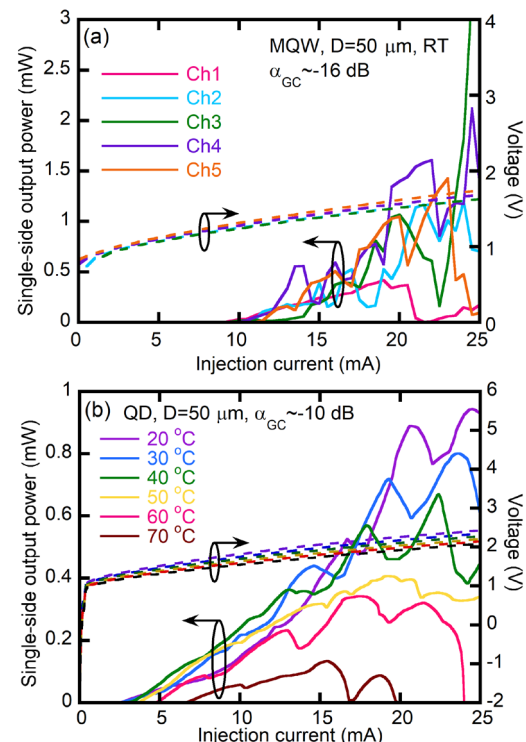 (a)
MQW, D=50 μm, RT
α_GC~-16 dB
Ch1
Ch2
Ch3
Ch4
Ch5
Single-side output power (mW)
3
2.5
2
1.5
1
0.5
0
Voltage (V)
4
3
2
1
0
0 5 10 15 20 25
Injection current (mA)
(b)
QD, D=50 μm, α_GC~-10 dB
20 °C
30 °C
40 °C
50 °C
60 °C
70 °C
Single-side output power (mW)
1
0.8
0.6
0.4
0.2
0
Voltage (V)
6
5
4
3
2
1
0
-1
-2
0 5 10 15 20 25
Injection current (mA)